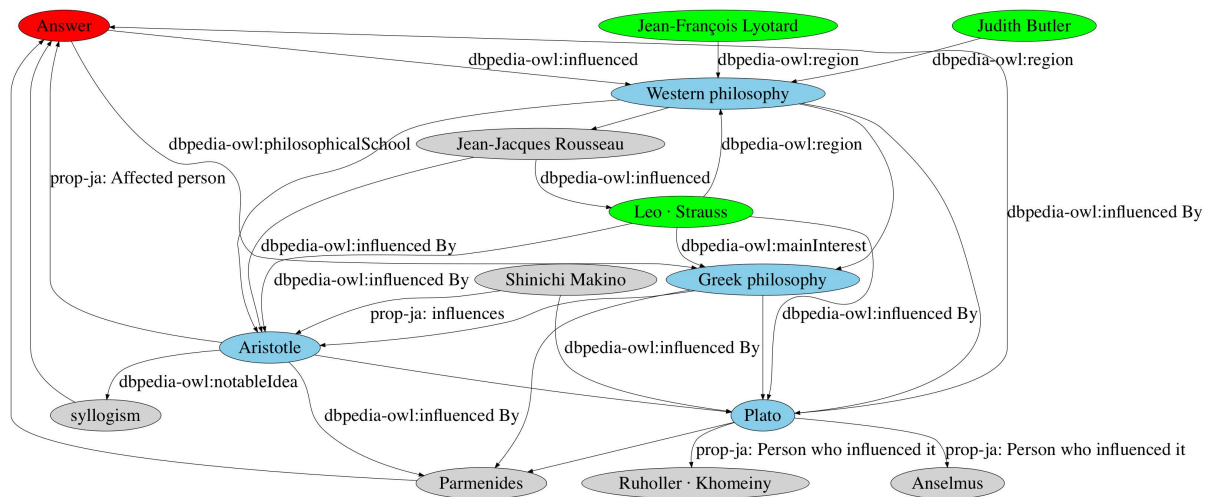 Answer
Jean-François Lyotard
Judith Butler
dbpedia-owl:influenced
dbpedia-owl:region
dbpedia-owl:region
Western philosophy
dbpedia-owl:philosophicalSchool
Jean-Jacques Rousseau
dbpedia-owl:region
prop-ja: Affected person
dbpedia-owl:influenced
Leo · Strauss
dbpedia-owl:influenced By
dbpedia-owl:influenced By
dbpedia-owl:mainInterest
dbpedia-owl:influenced By
Shinichi Makino
Greek philosophy
prop-ja: influences
dbpedia-owl:influenced By
Aristotle
dbpedia-owl:influenced By
dbpedia-owl:notableIdea
syllogism
dbpedia-owl:influenced By
Plato
prop-ja: Person who influenced it
prop-ja: Person who influenced it
Parmenides
Ruholler · Khomeiny
Anselmus